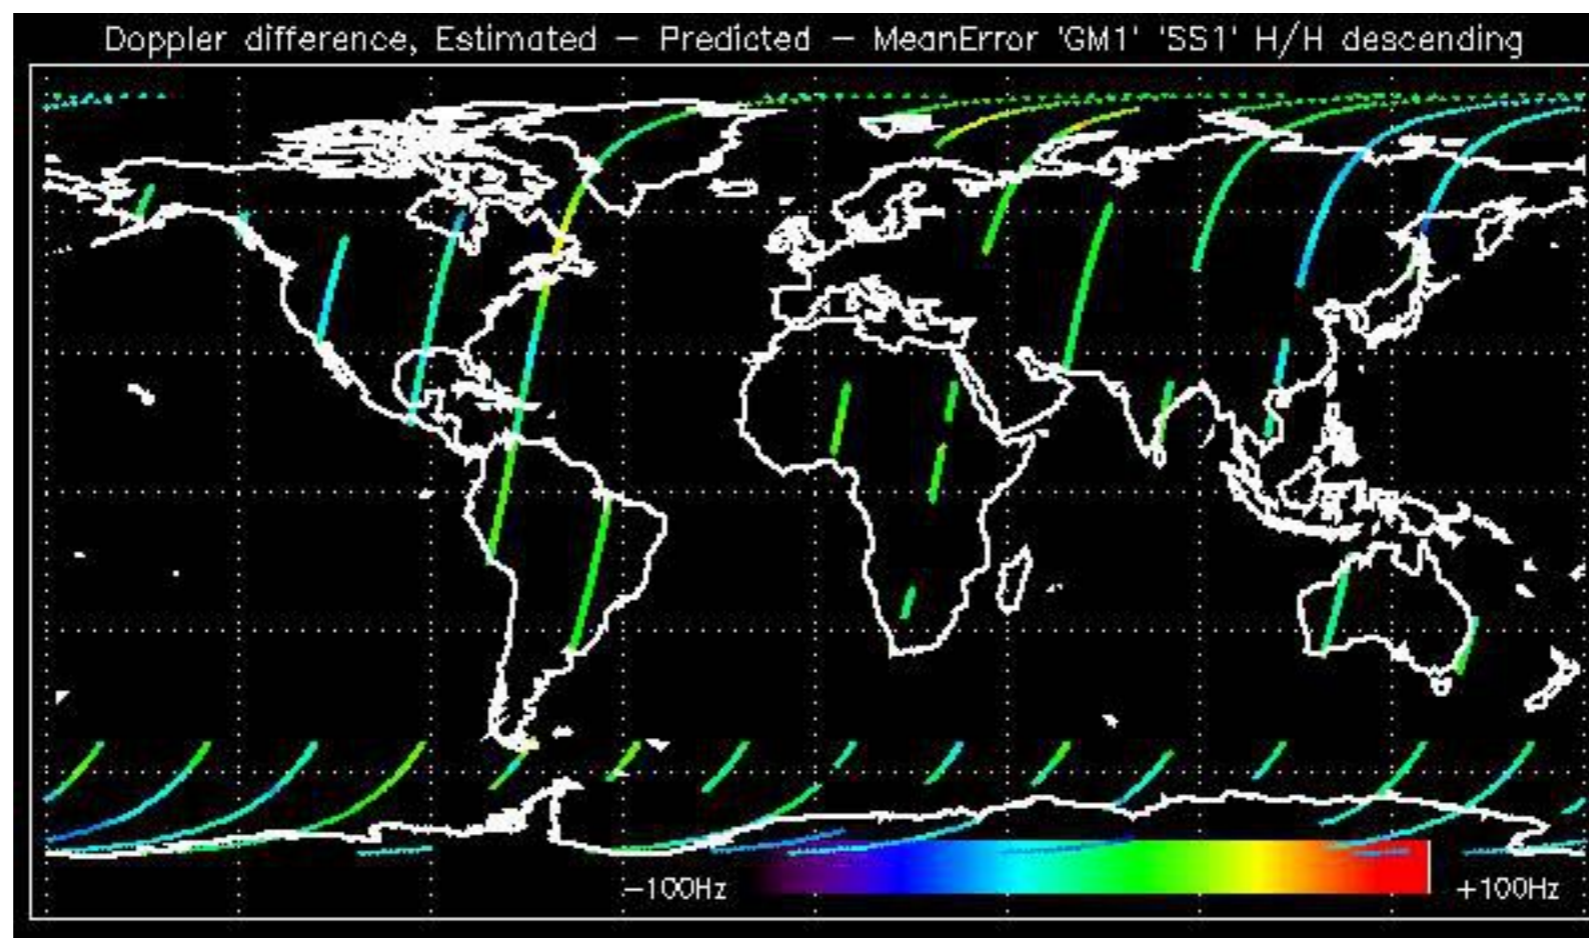 Doppler difference, Estimated – Predicted – MeanError 'GM1' 'SS1' H/H descending
-100Hz +100Hz